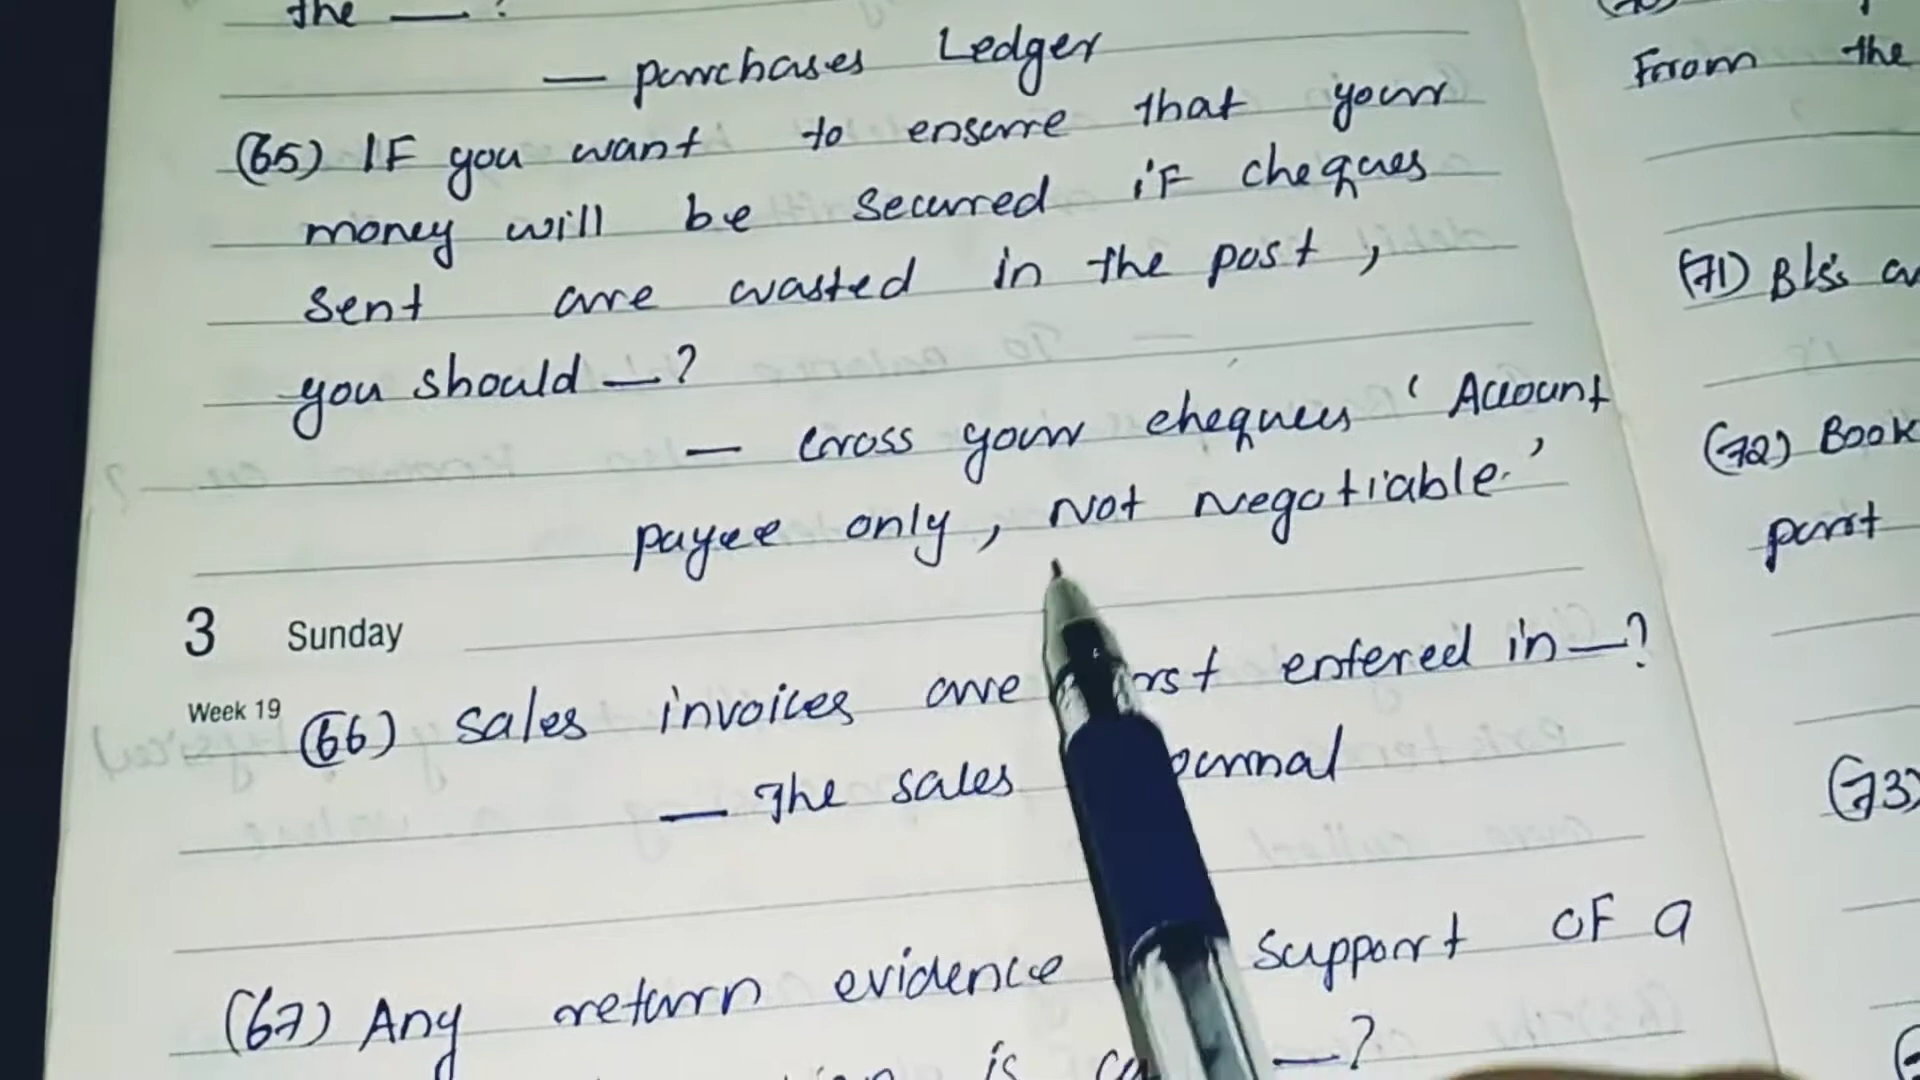 the — ?
— purchases Ledger
(65) If you want to ensure that your
money will be secured if cheques
sent are wasted in the post,
you should — ?
— cross your cheques ' Account
payee only, Not Negotiable.'
3 Sunday
Week 19
(66) Sales invoices are entered in — ?
— The sales
(67) Any return evidence support of a
is — ?
From the
(71) BLs's
(72) Book
part
(73)